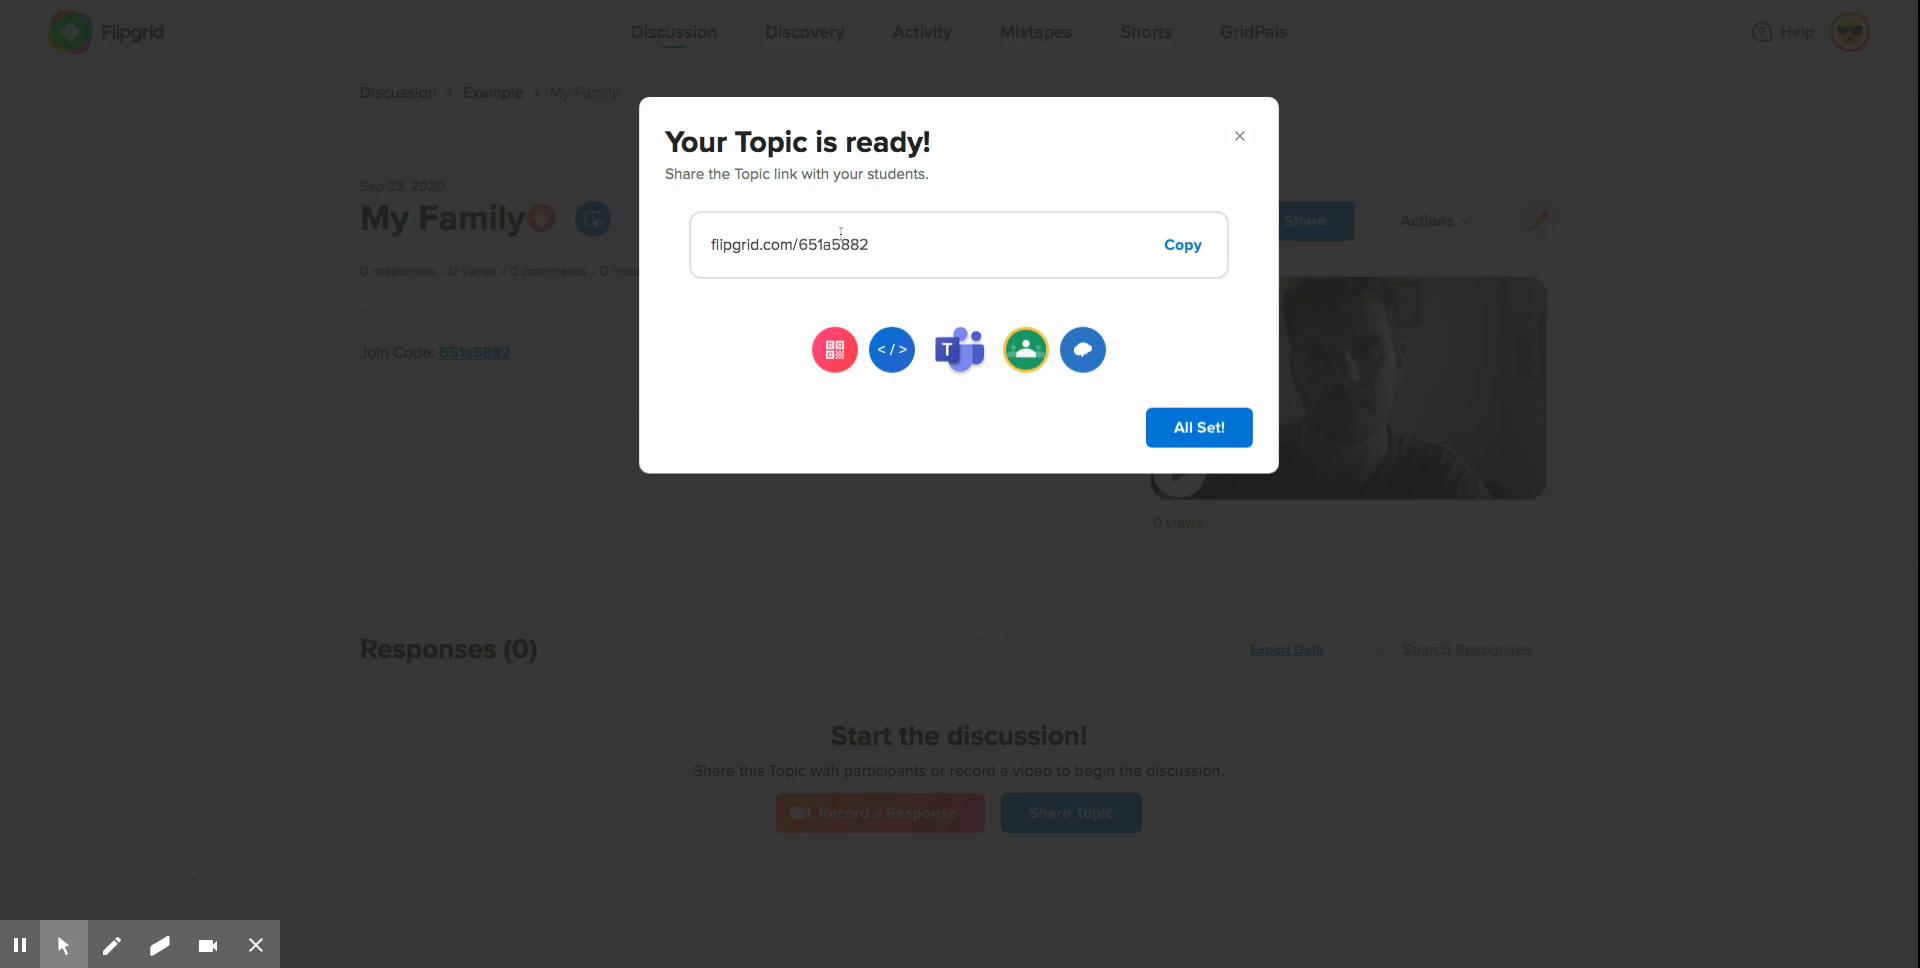 Flipgrid
Discussion Discovery Activity Mixtapes Shorts GridPals
? Help
Discussion > Example > My Family
Your Topic is ready!
Share the Topic link with your students.
Sep 23, 2020
My Family
Share
Actions
flipgrid.com/651a5882
Copy
0 responses • 0 views • 0 comments • 0
</>
T
Join Code: 651a5882
All Set!
0 views
Responses (0)
Export Data
Search Responses
Start the discussion!
Share this Topic with participants or record a video to begin the discussion.
Record a Response
Share Topic